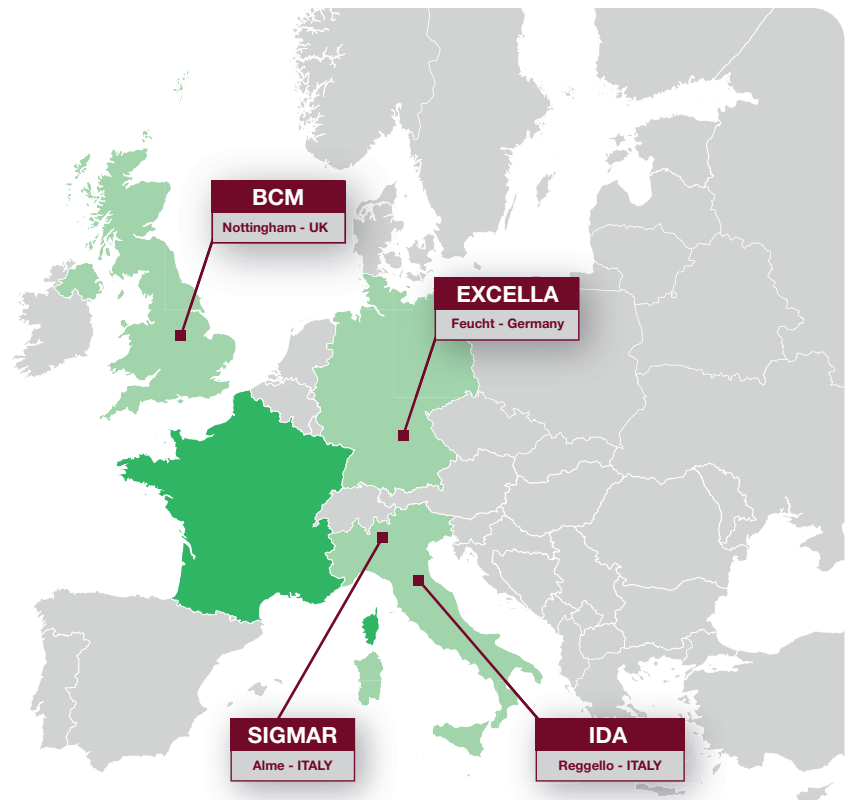 BCM
Nottingham - UK
EXCELLA
Feucht - Germany
SIGMAR
Alme - ITALY
IDA
Reggello - ITALY